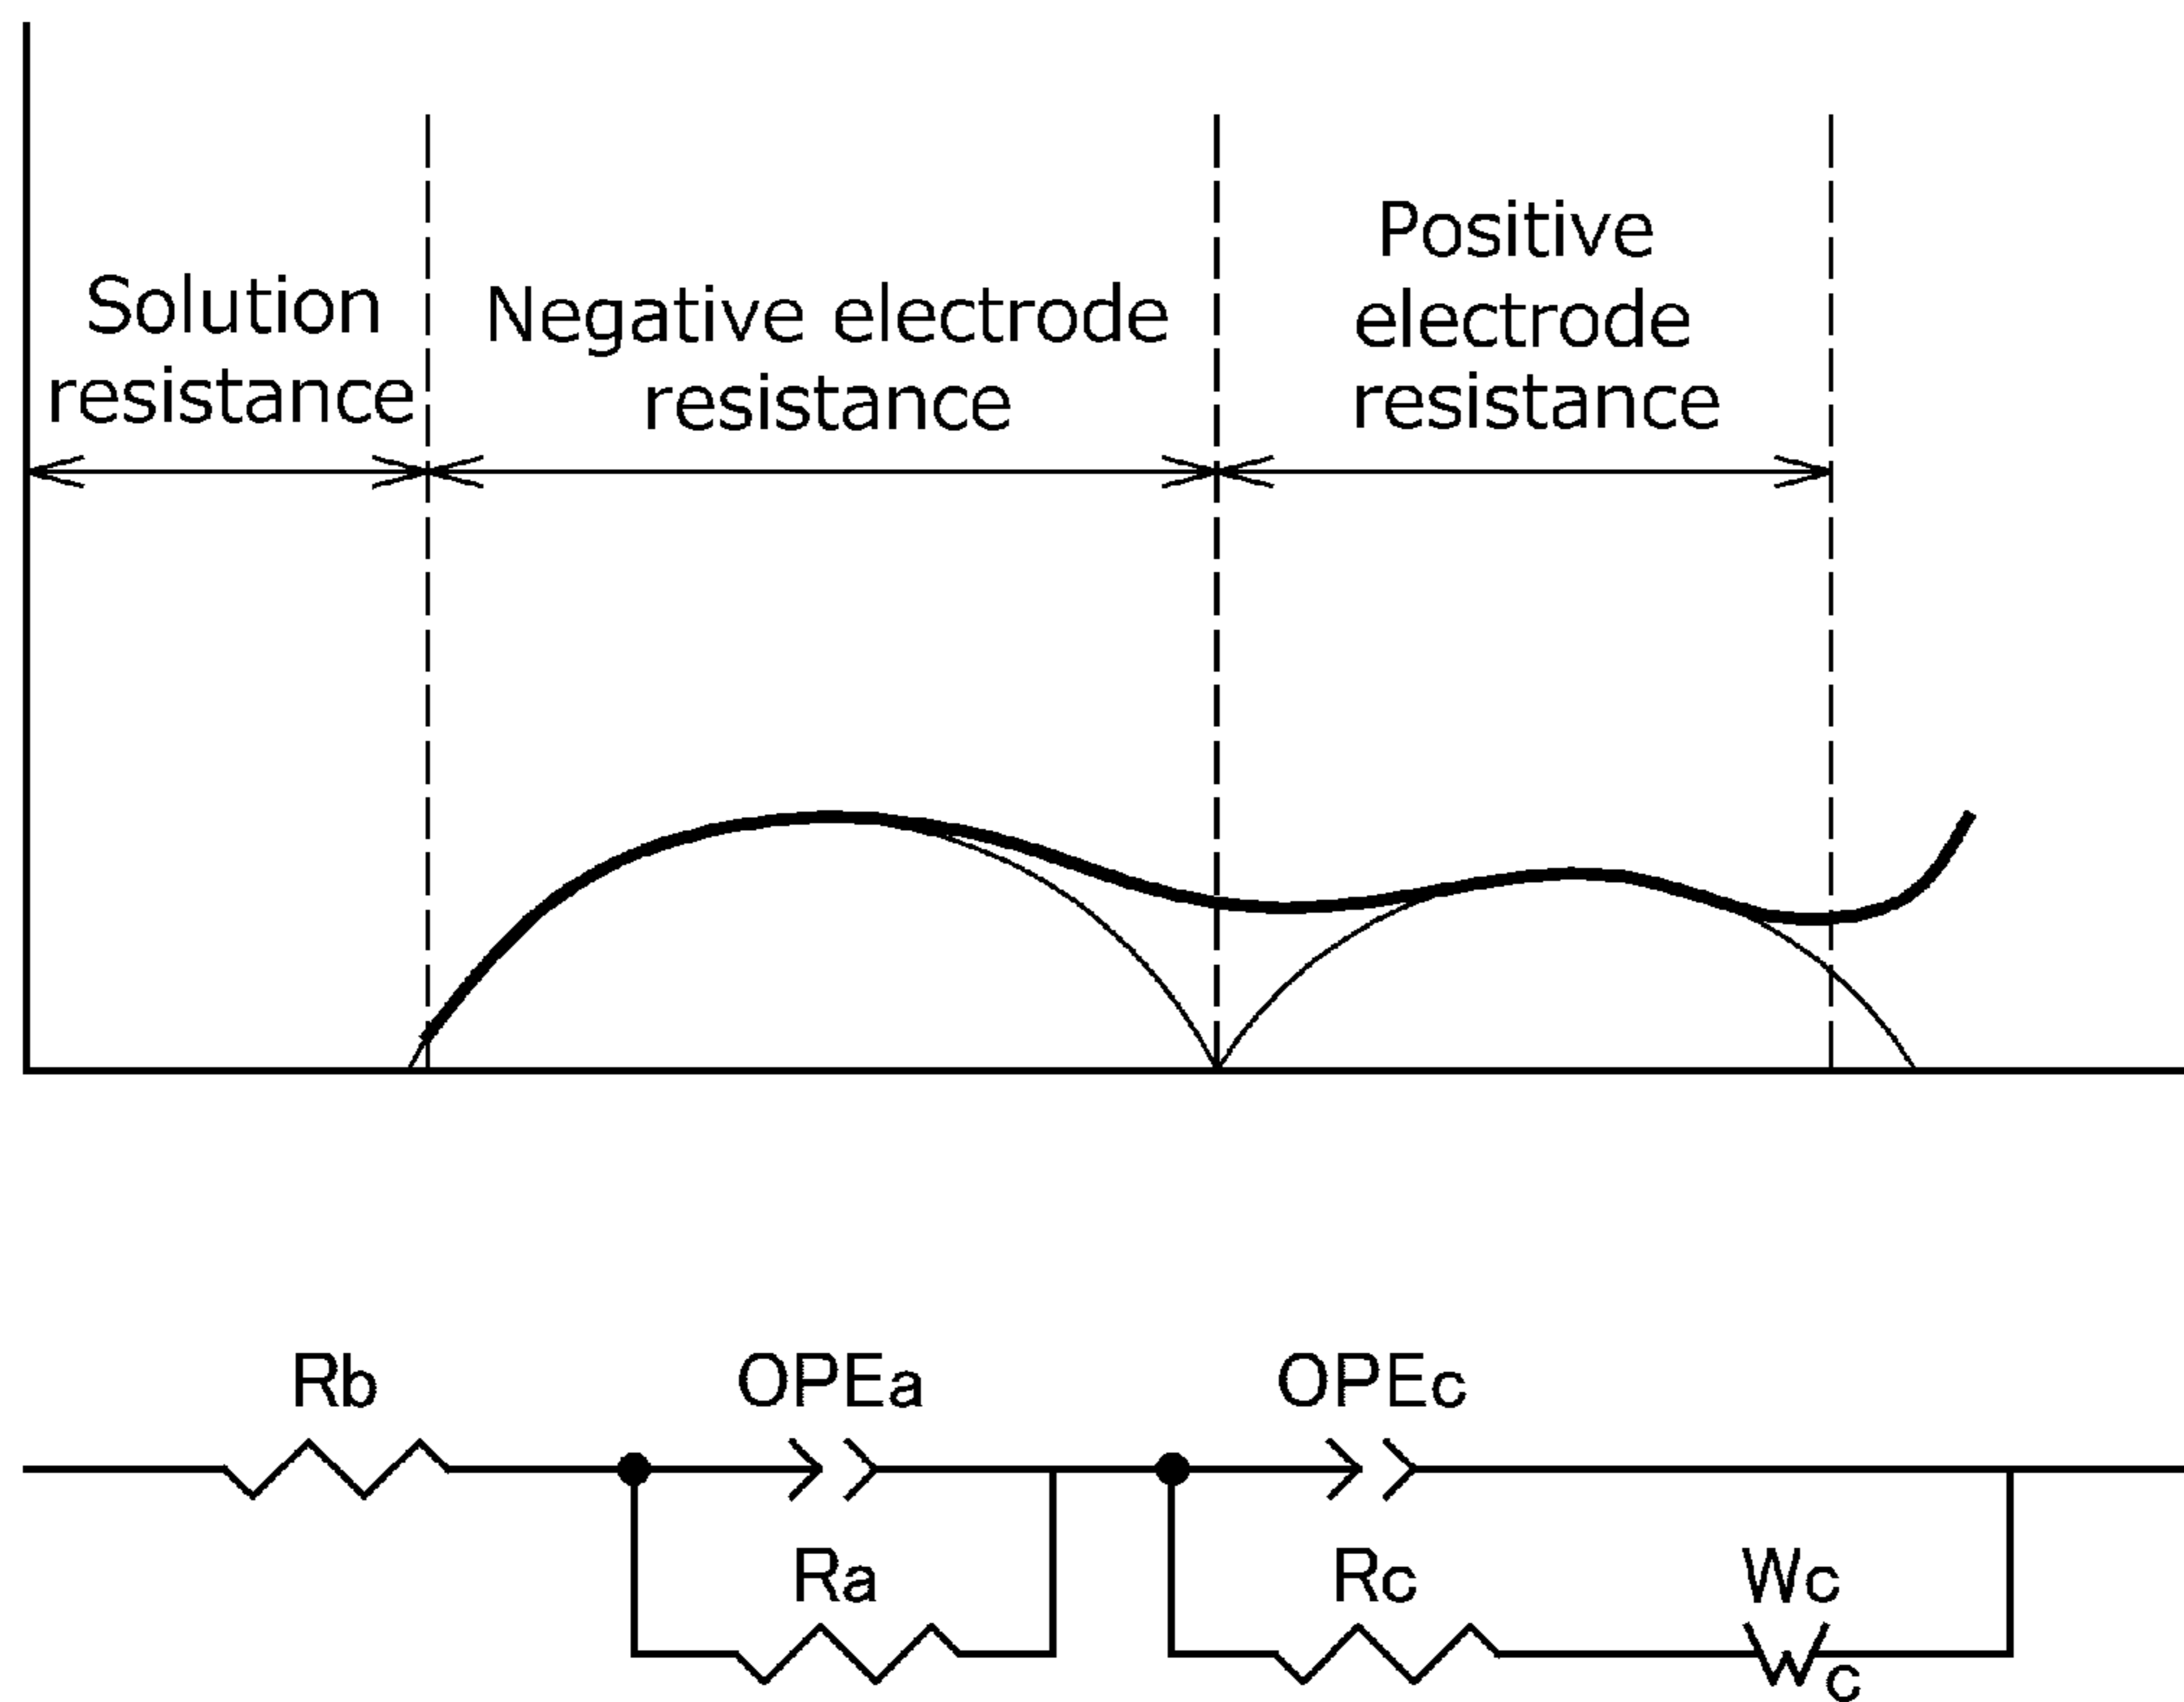 Solution
resistance
Negative electrode
resistance
Positive
electrode
resistance
Rb
OPEa
OPEc
Ra
Rc
Wc
Wc